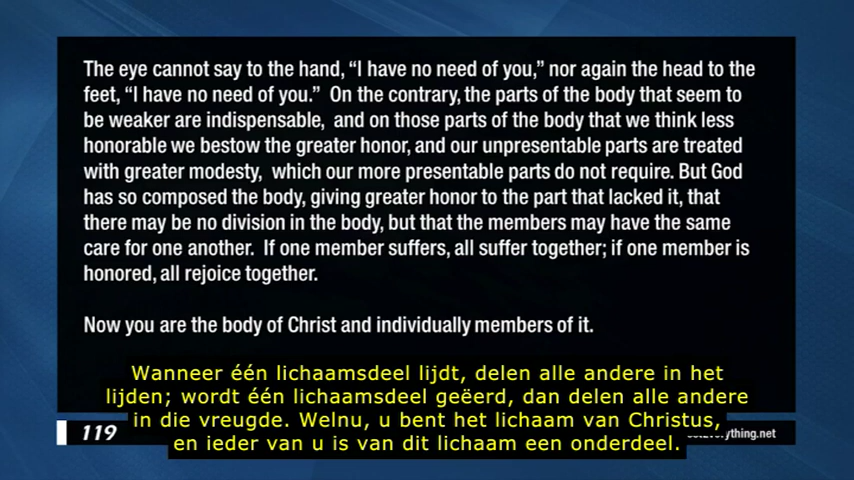 The eye cannot say to the hand, “I have no need of you,” nor again the head to the
feet, “I have no need of you.” On the contrary, the parts of the body that seem to
be weaker are indispensable, and on those parts of the body that we think less
honorable we bestow the greater honor, and our unpresentable parts are treated
with greater modesty, which our more presentable parts do not require. But God
has so composed the body, giving greater honor to the part that lacked it, that
there may be no division in the body, but that the members may have the same
care for one another. If one member suffers, all suffer together; if one member is
honored, all rejoice together.
Now you are the body of Christ and individually members of it.
Wanneer één lichaamsdeel lijdt, delen alle andere in het
lijden; wordt één lichaamsdeel geëerd, dan delen alle andere
in die vreugde. Welnu, u bent het lichaam van Christus,
en ieder van u is van dit lichaam een onderdeel.
119